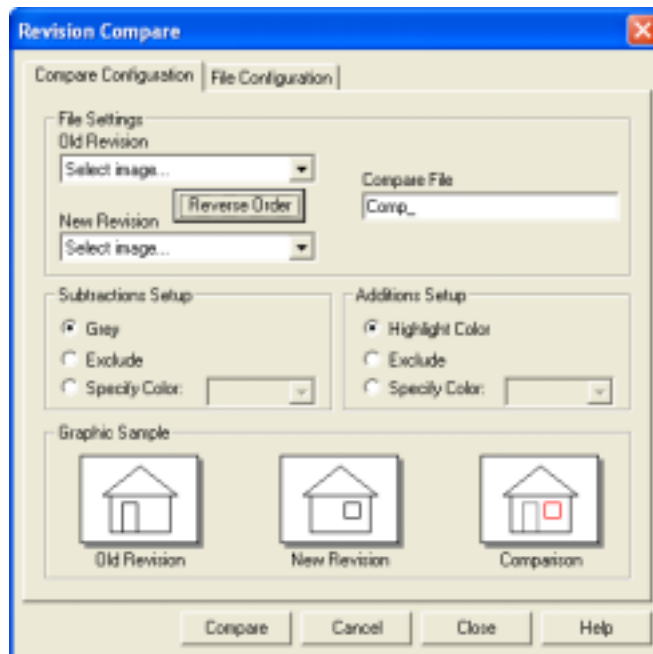 Revision Compare
Compare Configuration File Configuration
File Settings
Old Revision
Select image...
Reverse Order
New Revision
Select image...
Compare File
Comp_
Subtractions Setup
Grey
Exclude
Specify Color:
Additions Setup
Highlight Color
Exclude
Specify Color:
Graphic Sample
Old Revision New Revision Comparison
Compare Cancel Close Help